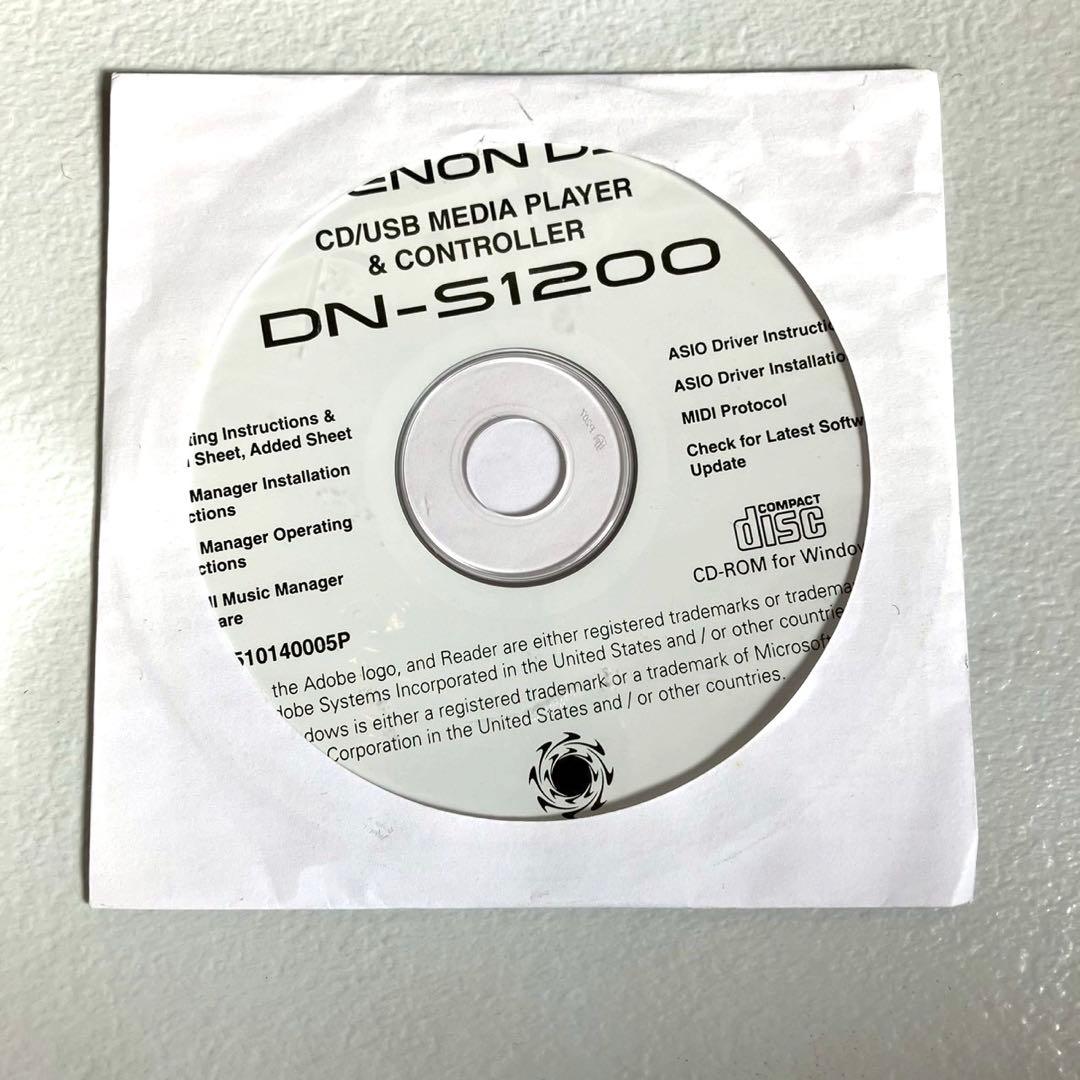 ENON D
CD/USB MEDIA PLAYER
& CONTROLLER
DN-S1200
ting Instructions &
Sheet, Added Sheet
Manager Installation
ctions
Manager Operating
ctions
ll Music Manager
are
510140005P
ASIO Driver Instructi
ASIO Driver Installatio
MIDI Protocol
Check for Latest Softw
Update
COMPACT
disc
CD-ROM for Window
the Adobe logo, and Reader are either registered trademarks or tradema
dobe Systems Incorporated in the United States and / or other countrie
dows is either a registered trademark or a trademark of Microsoft
Corporation in the United States and / or other countries.